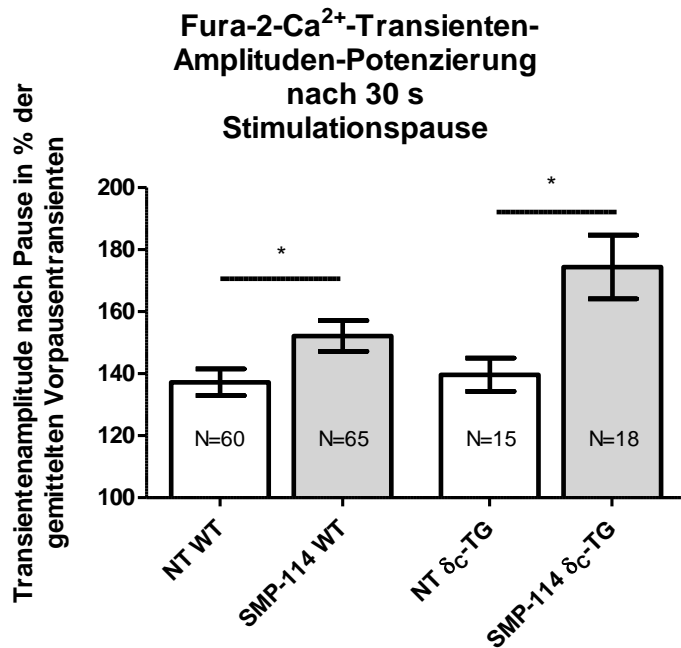 Fura-2-Ca²⁺-Transienten-
Amplituden-Potenzierung
nach 30 s
Stimulationspause
Transientenamplitude nach Pause in % der
gemittelten Vorpausentransienten
200
180
160
140
120
100
*
*
N=60
N=65
N=15
N=18
NT WT
SMP-114 WT
NT δC-TG
SMP-114 δC-TG